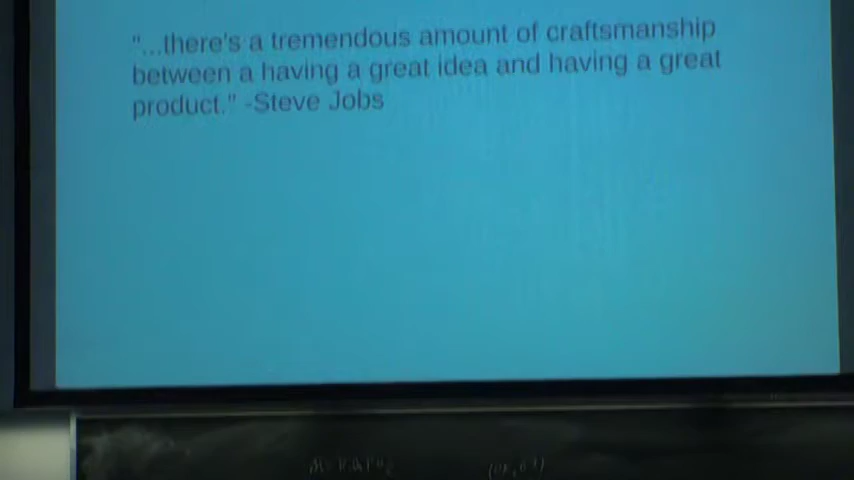 "...there's a tremendous amount of craftsmanship
between a having a great idea and having a great
product." -Steve Jobs